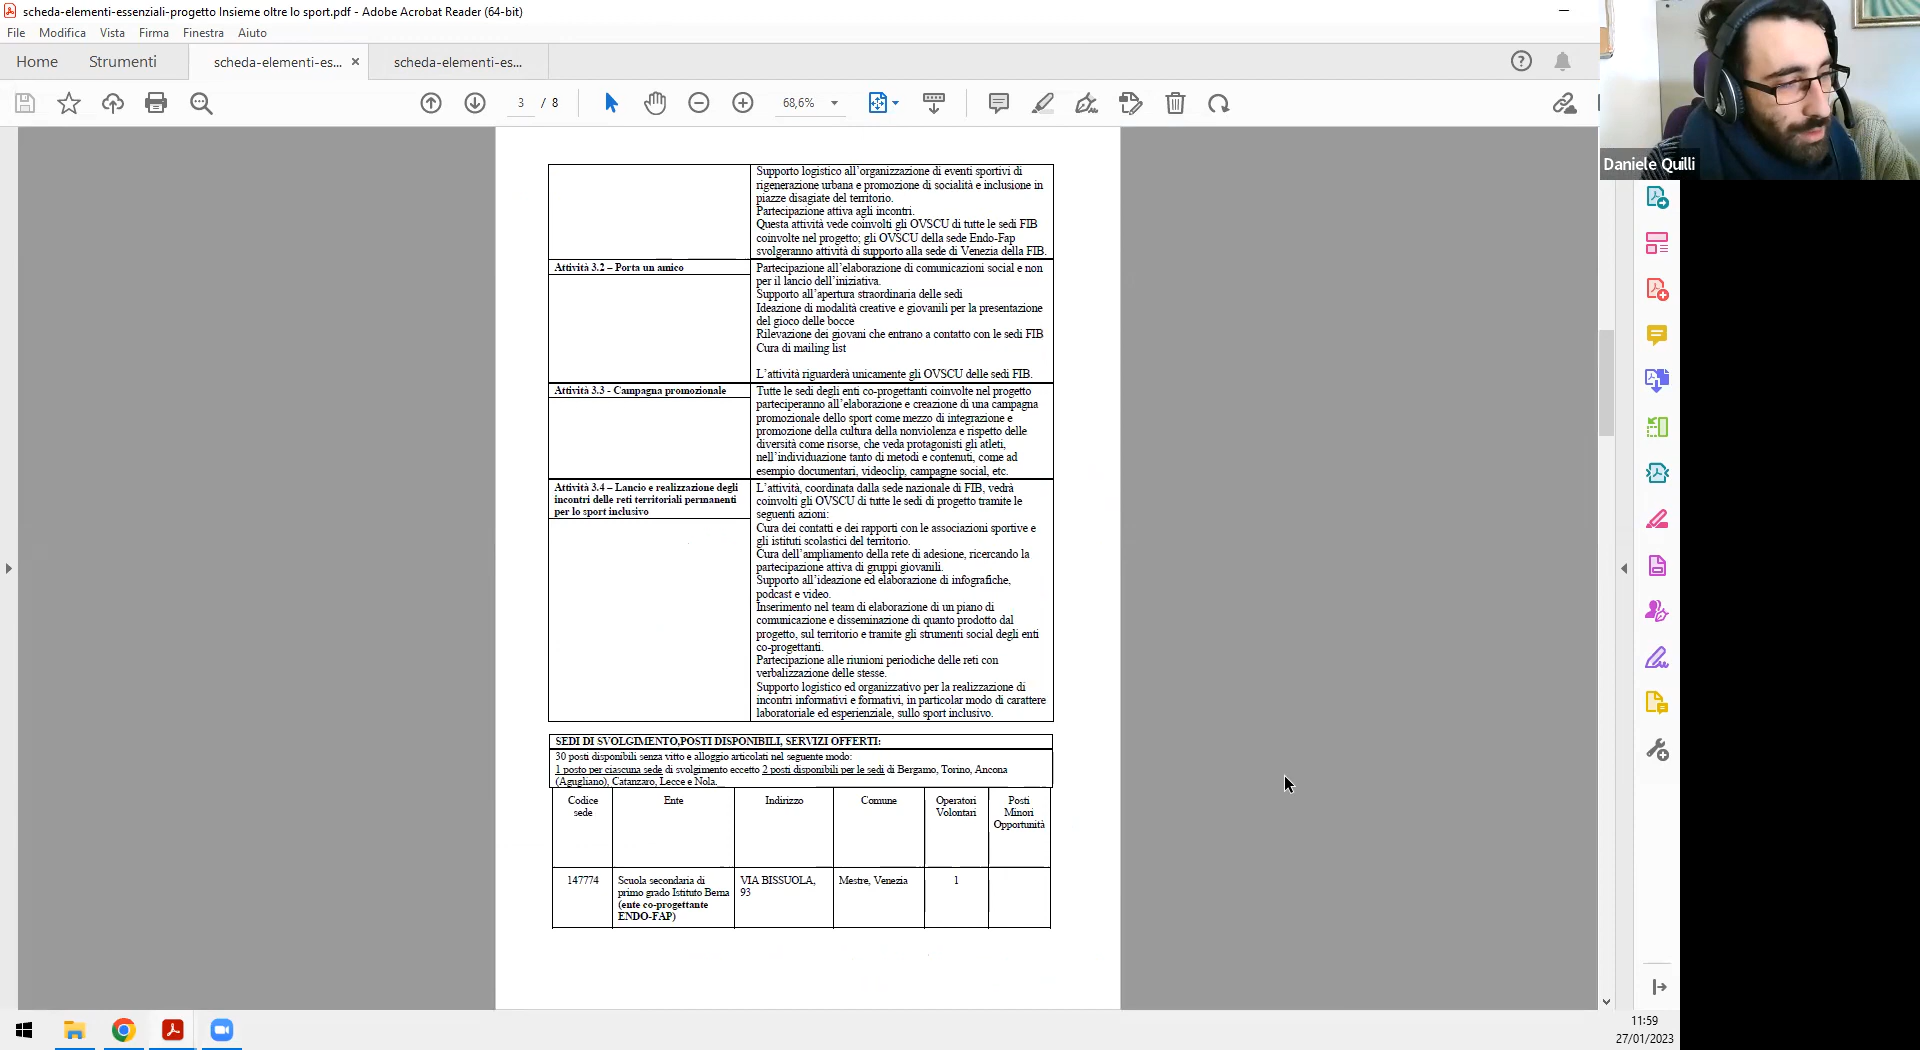 scheda-elementi-essenziali-progetto Insieme oltre lo sport.pdf - Adobe Acrobat Reader (64-bit)
File Modifica Vista Firma Finestra Aiuto
Home Strumenti scheda-elementi-es... scheda-elementi-es...
3 / 8 68,6%
Daniele Quilli
Supporto logistico all’organizzazione di eventi sportivi di
rigenerazione urbana e promozione di socialità e inclusione in
piazze disagiate del territorio.
Partecipazione attiva agli incontri.
Questa attività vede coinvolti gli OVSCU di tutte le sedi FIB
coinvolte nel progetto; gli OVSCU della sede Endo-Fap
svolgeranno attività di supporto alla sede di Venezia della FIB.
Attività 3.2 – Porta un amico
Partecipazione all’elaborazione di comunicazioni social e non
per il lancio dell’iniziativa.
Supporto all’apertura straordinaria delle sedi
Ideazione di modalità creative e giovanili per la presentazione
del gioco delle bocce
Rilevazione dei giovani che entrano a contatto con le sedi FIB
Cura di mailing list
L’attività riguarderà unicamente gli OVSCU delle sedi FIB.
Attività 3.3 - Campagna promozionale
Tutte le sedi degli enti co-progettanti coinvolte nel progetto
parteciperanno all’elaborazione e creazione di una campagna
promozionale dello sport come mezzo di integrazione e
promozione della cultura della nonviolenza e rispetto delle
diversità come risorse, che veda protagonisti gli atleti,
nell’individuazione tanto di metodi e contenuti, come ad
esempio documentari, videoclip, campagne social, etc.
Attività 3.4 – Lancio e realizzazione degli
incontri delle reti territoriali permanenti
per lo sport inclusivo
L’attività, coordinata dalla sede nazionale di FIB, vedrà
coinvolti gli OVSCU di tutte le sedi di progetto tramite le
seguenti azioni:
Cura dei contatti e dei rapporti con le associazioni sportive e
gli istituti scolastici del territorio.
Cura dell’ampliamento della rete di adesione, ricercando la
partecipazione attiva di gruppi giovanili.
Supporto all’ideazione ed elaborazione di infografiche,
podcast e video.
Inserimento nel team di elaborazione di un piano di
comunicazione e disseminazione di quanto prodotto dal
progetto, sul territorio e tramite gli strumenti social degli enti
co-progettanti.
Partecipazione alle riunioni periodiche delle reti con
verbalizzazione delle stesse.
Supporto logistico ed organizzativo per la realizzazione di
incontri informativi e formativi, in particolar modo di carattere
laboratoriale ed esperienziale, sullo sport inclusivo.
SEDI DI SVOLGIMENTO,POSTI DISPONIBILI, SERVIZI OFFERTI:
30 posti disponibili senza vitto e alloggio articolati nel seguente modo:
1 posto per ciascuna sede di svolgimento eccetto 2 posti disponibili per le sedi di Bergamo, Torino, Ancona
(Agugliano), Catanzaro, Lecce e Nola.
Codice
sede
Ente
Indirizzo
Comune
Operatori
Volontari
Posti
Minori
Opportunità
147774
Scuola secondaria di
primo grado Istituto Berna
(ente co-progettante
ENDO-FAP)
VIA BISSUOLA,
93
Mestre, Venezia
1
11:59
27/01/2023